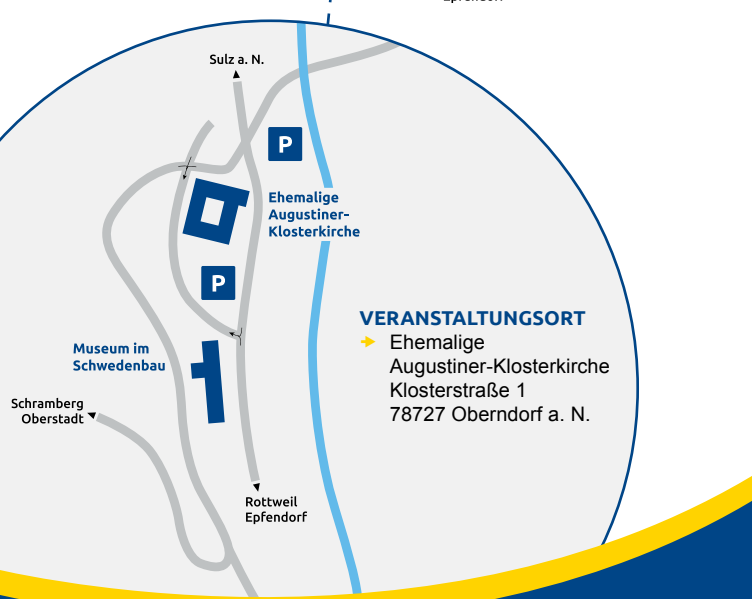 Sulz a. N.
P
Ehemalige
Augustiner-
Klosterkirche
P
VERANSTALTUNGSORT
Ehemalige
Augustiner-Klosterkirche
Klosterstraße 1
78727 Oberndorf a. N.
Museum im
Schwedenbau
Schramberg
Oberstadt
Rottweil
Epfendorf